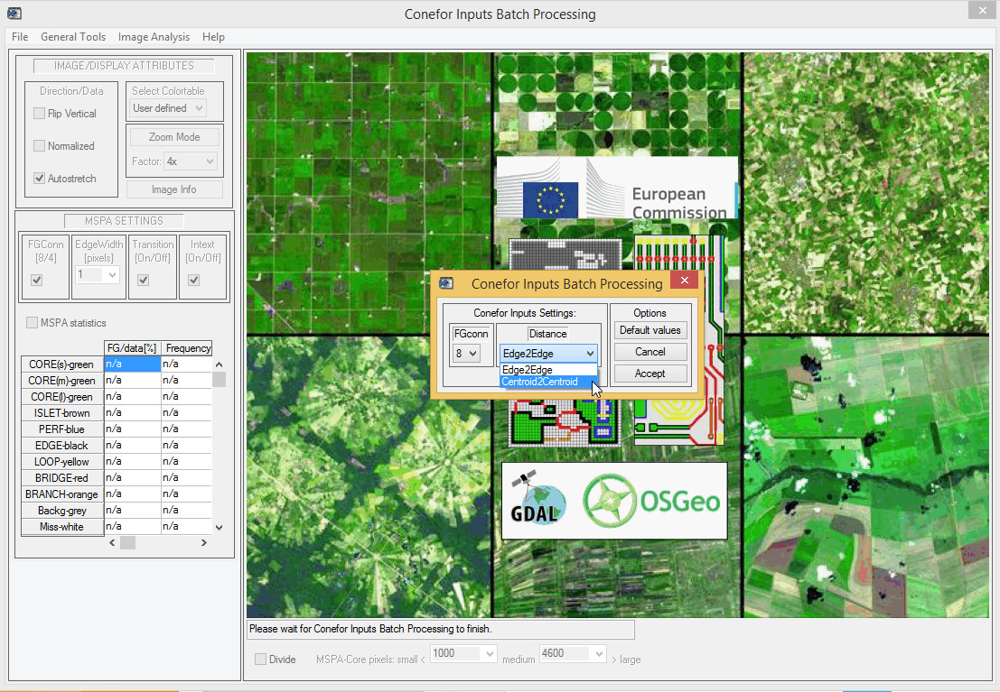 Conefor Inputs Batch Processing
File General Tools Image Analysis Help
IMAGE/DISPLAY ATTRIBUTES
Direction/Data
Flip Vertical
Normalized
Autostretch
Select Colortable
User defined
Zoom Mode
Factor: 4x
Image Info
MSPA SETTINGS
FGConn EdgeWidth Transition Intext
[8/4] [pixels] [On/Off] [On/Off]
1
MSPA statistics
FG/data[%] Frequency
CORE(s)-green n/a n/a
CORE(m)-green n/a n/a
CORE(l)-green n/a n/a
ISLET-brown n/a n/a
PERF-blue n/a n/a
EDGE-black n/a n/a
LOOP-yellow n/a n/a
BRIDGE-red n/a n/a
BRANCH-orange n/a n/a
Backg-grey n/a n/a
Miss-white n/a n/a
European
Commission
Conefor Inputs Batch Processing
Conefor Inputs Settings:
FGconn Distance
8 Edge2Edge
Edge2Edge
Centroid2Centroid
Options
Default values
Cancel
Accept
GDAL
OSGeo
Please wait for Conefor Inputs Batch Processing to finish.
Divide MSPA-Core pixels: small < 1000 medium 4600 > large